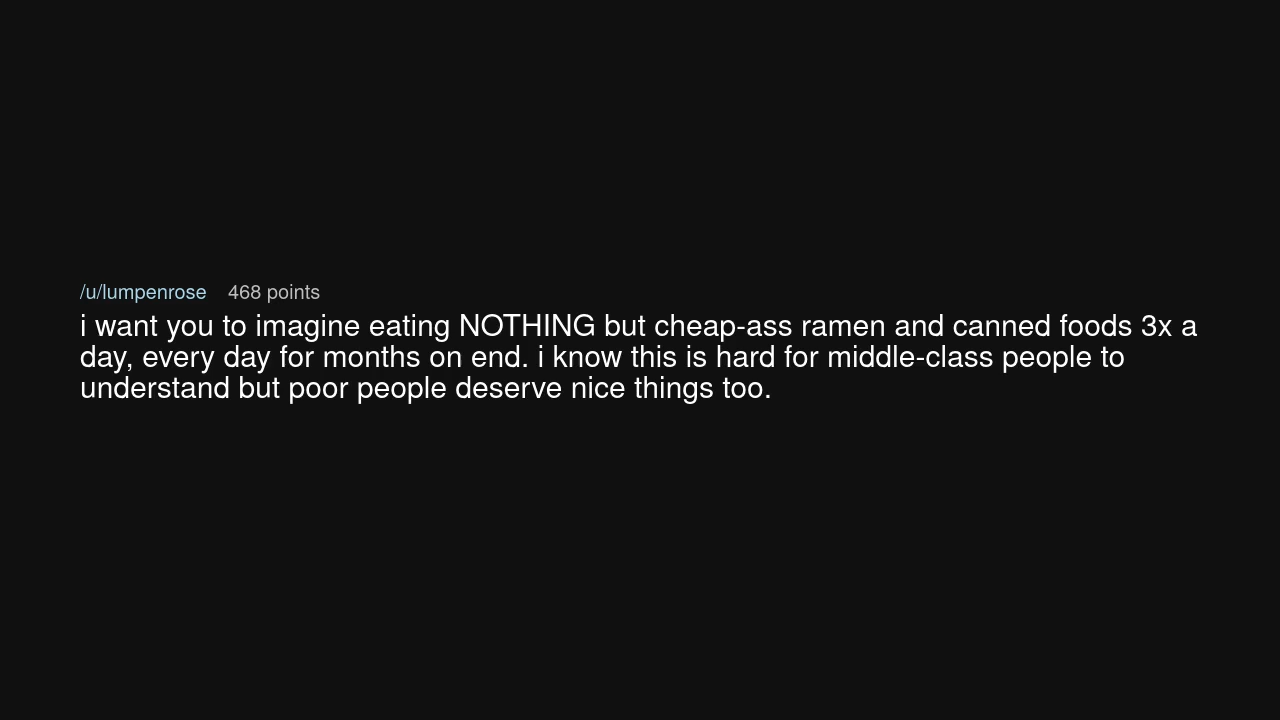 /u/lumpenrose 468 points
i want you to imagine eating NOTHING but cheap-ass ramen and canned foods 3x a
day, every day for months on end. i know this is hard for middle-class people to
understand but poor people deserve nice things too.